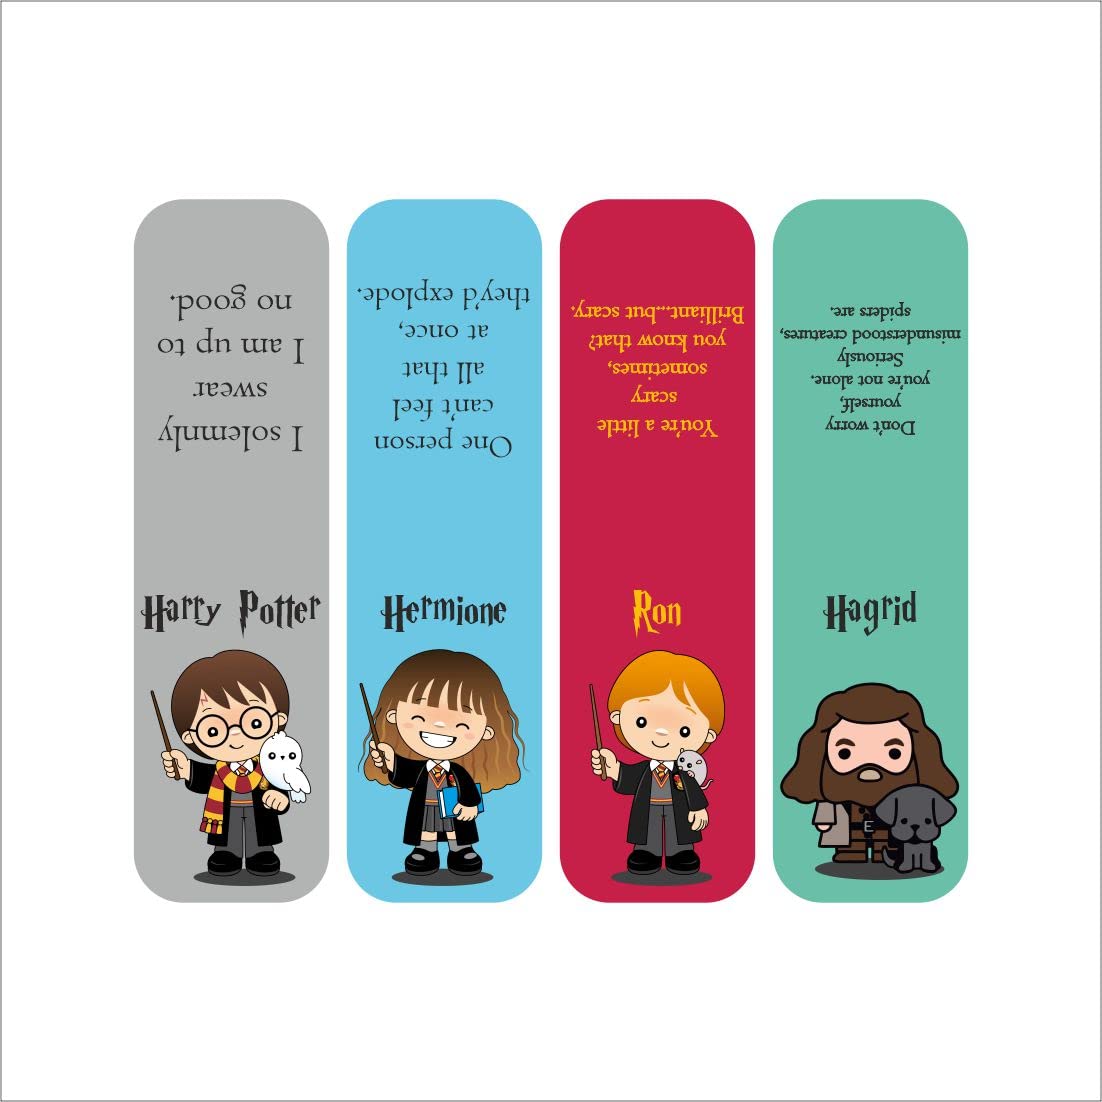 I solemnly
swear
I am up to
no good.
Harry Potter
One person
can't feel
all that
at once,
they'd explode.
Hermione
You're a little
scary
sometimes,
you know that?
Brilliant...but scary.
Ron
Don't worry
yourself,
you're not alone.
Seriously
misunderstood creatures,
spiders are.
Hagrid
E